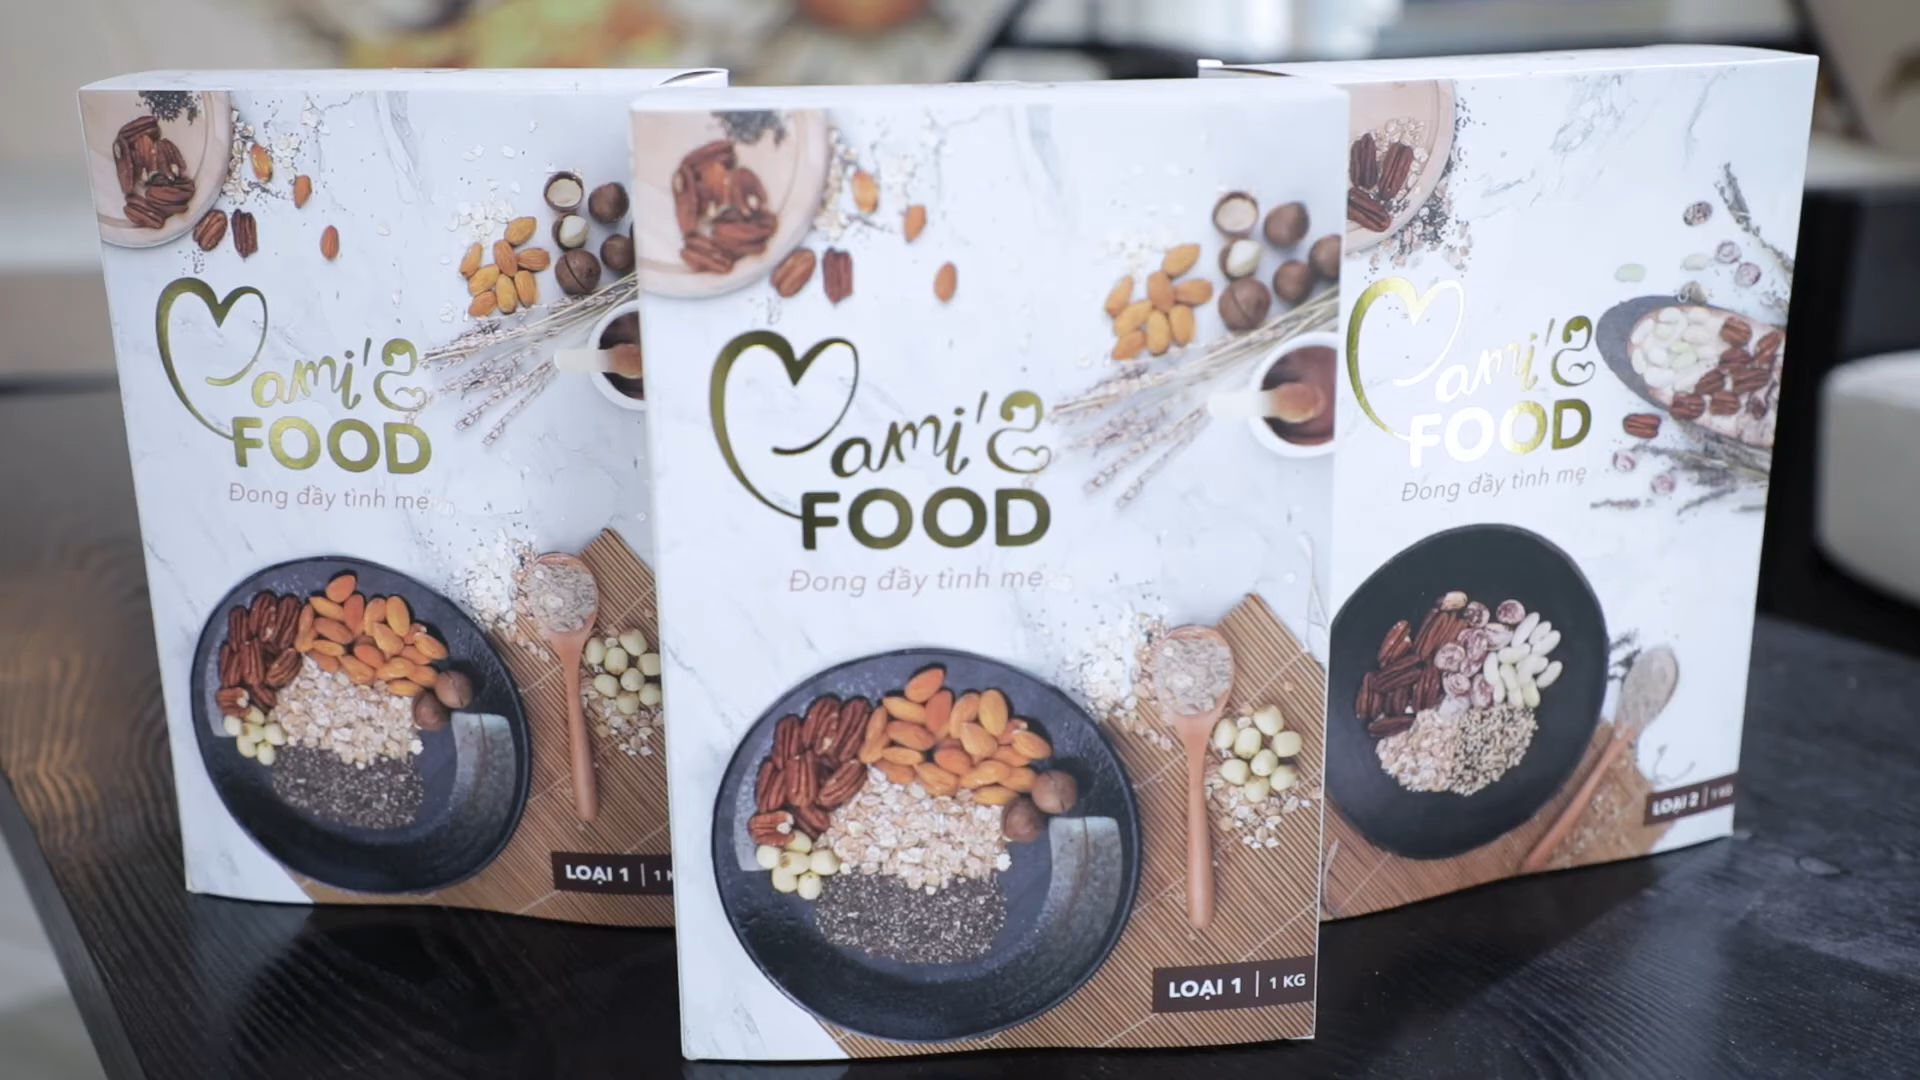 Mami's
FOOD
Đong đầy tình mẹ
LOẠI 1 | 1 K
Mami's
FOOD
Đong đầy tình mẹ
LOẠI 1 | 1 KG
Mami's
FOOD
Đong đầy tình mẹ
LOẠI 2 | 1 KG